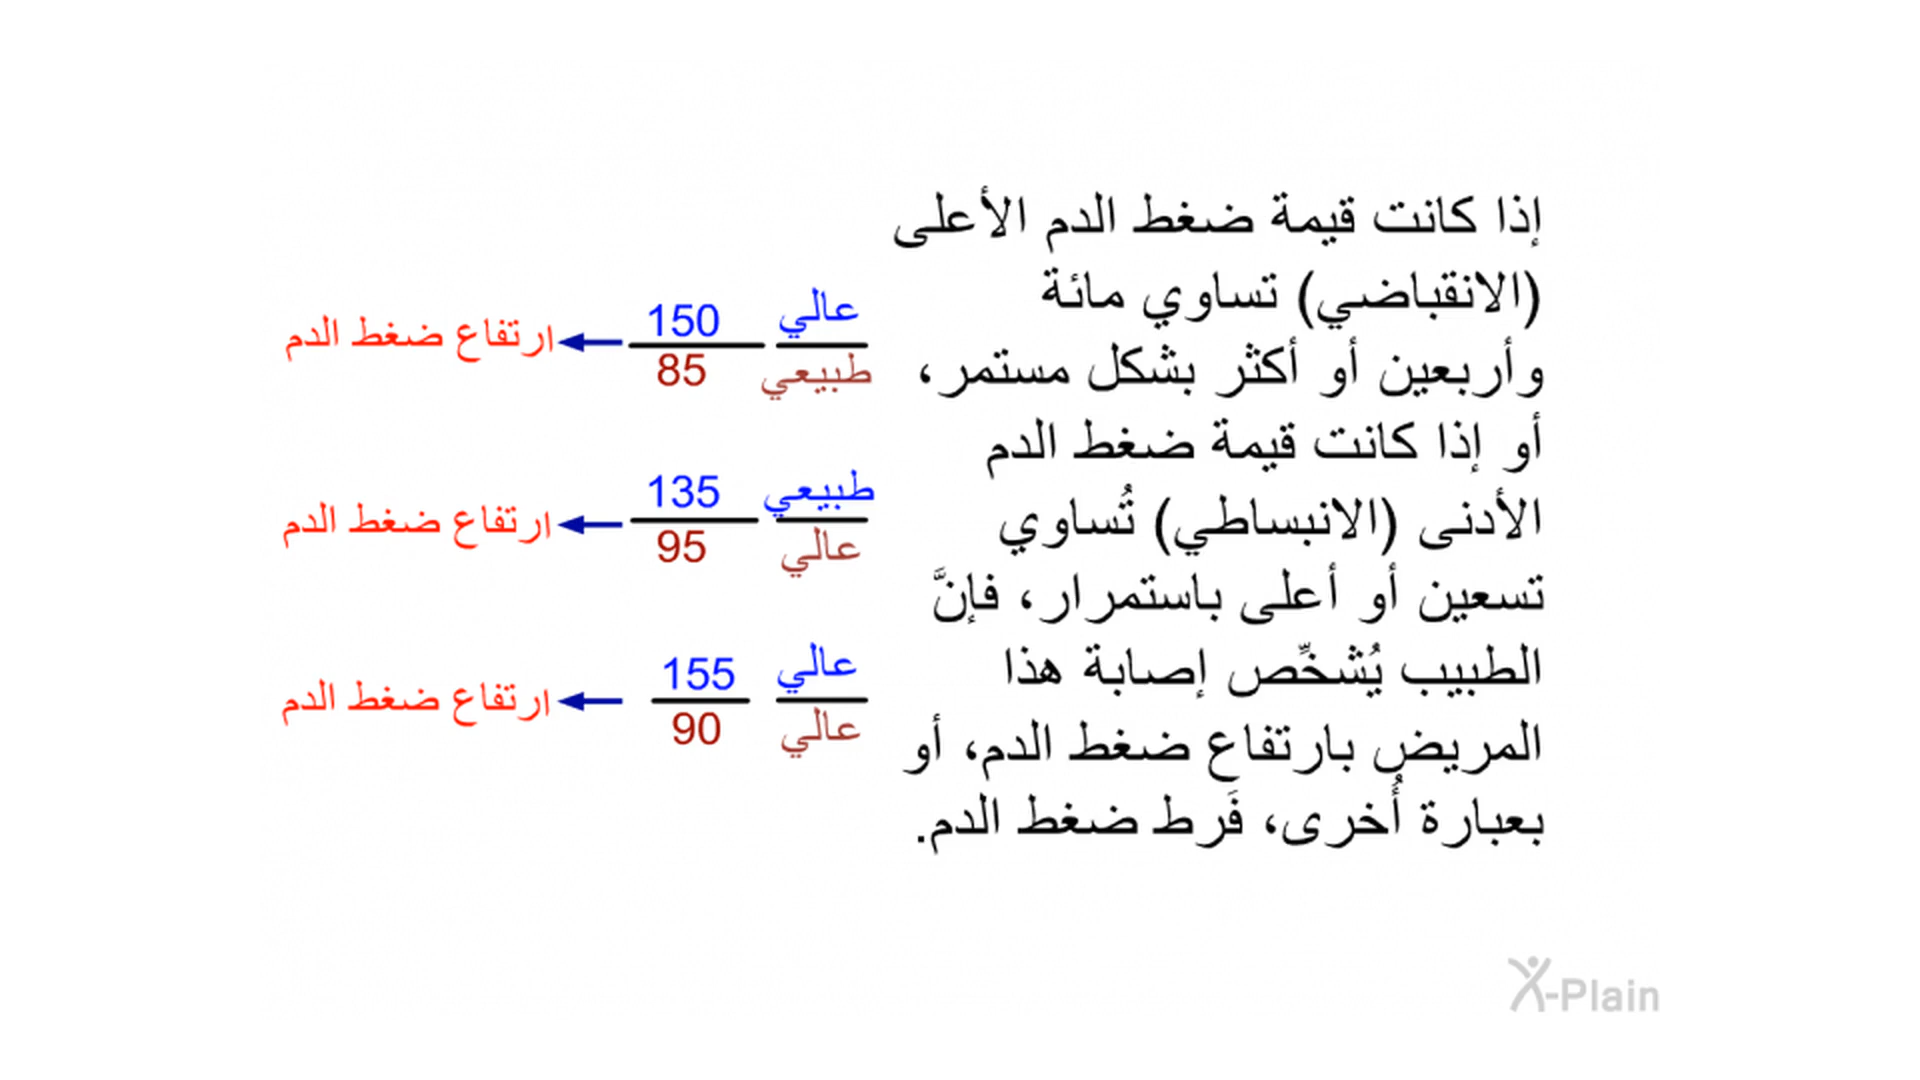 إذا كانت قيمة ضغط الدم الأعلى
(الانقباضي) تساوي مائة
وأربعين أو أكثر بشكل مستمر،
أو إذا كانت قيمة ضغط الدم
الأدنى (الانبساطي) تُساوي
تسعين أو أعلى باستمرار، فإنَّ
الطبيب يُشخِّص إصابة هذا
المريض بارتفاع ضغط الدم، أو
بعبارة أُخرى، فَرط ضغط الدم.
عالي 150
طبيعي 85
ارتفاع ضغط الدم
طبيعي 135
عالي 95
ارتفاع ضغط الدم
عالي 155
عالي 90
ارتفاع ضغط الدم
X-Plain